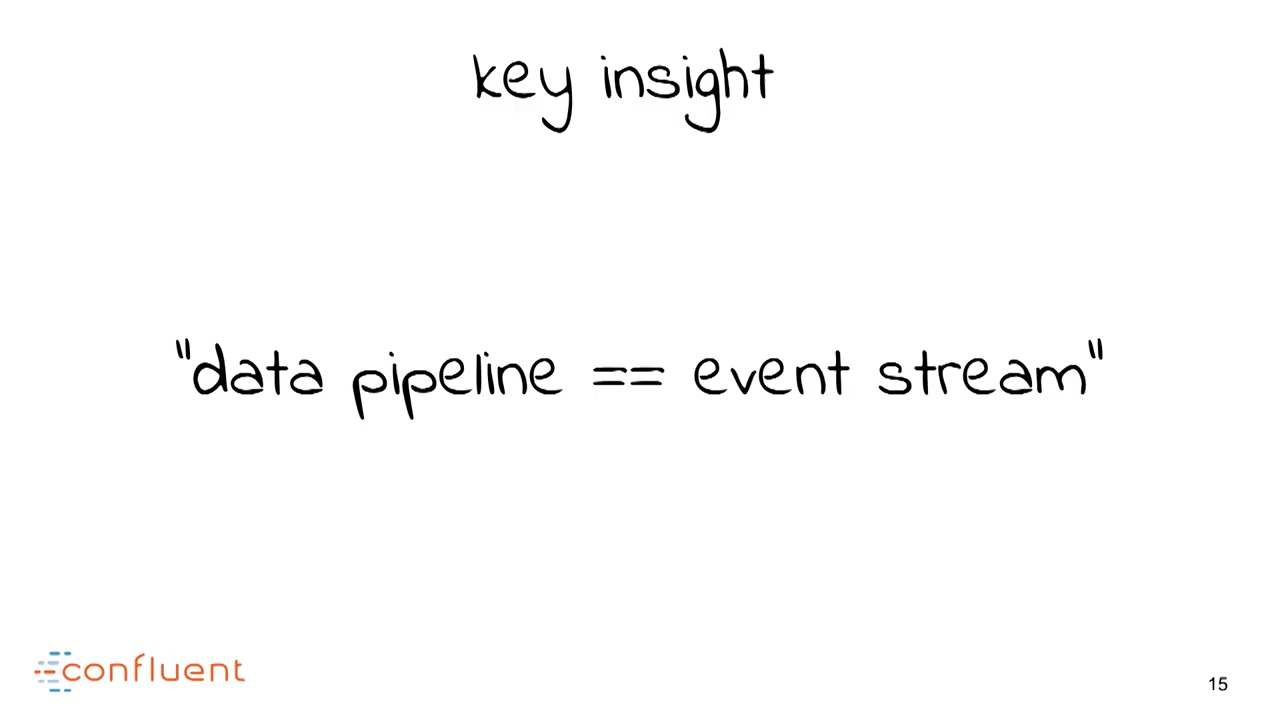 key insight
"data pipeline == event stream"
confluent
15